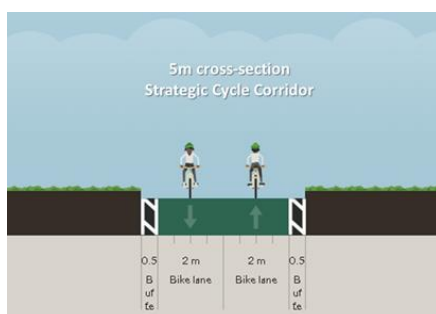 5m cross-section
Strategic Cycle Corridor
0.5 2 m 2 m 0.5
B Bike lane Bike lane B
uf uf
fe fe